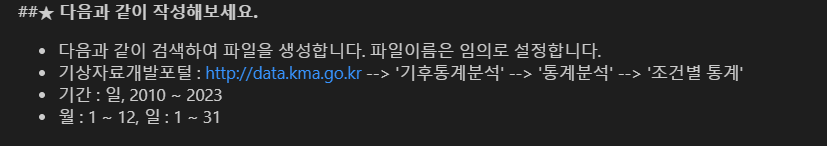 ##★ 다음과 같이 작성해보세요.
• 다음과 같이 검색하여 파일을 생성합니다. 파일이름은 임의로 설정합니다.
• 기상자료개발포털 : http://data.kma.go.kr --> '기후통계분석' --> '통계분석' --> '조건별 통계'
• 기간 : 일, 2010 ~ 2023
• 월 : 1 ~ 12, 일 : 1 ~ 31